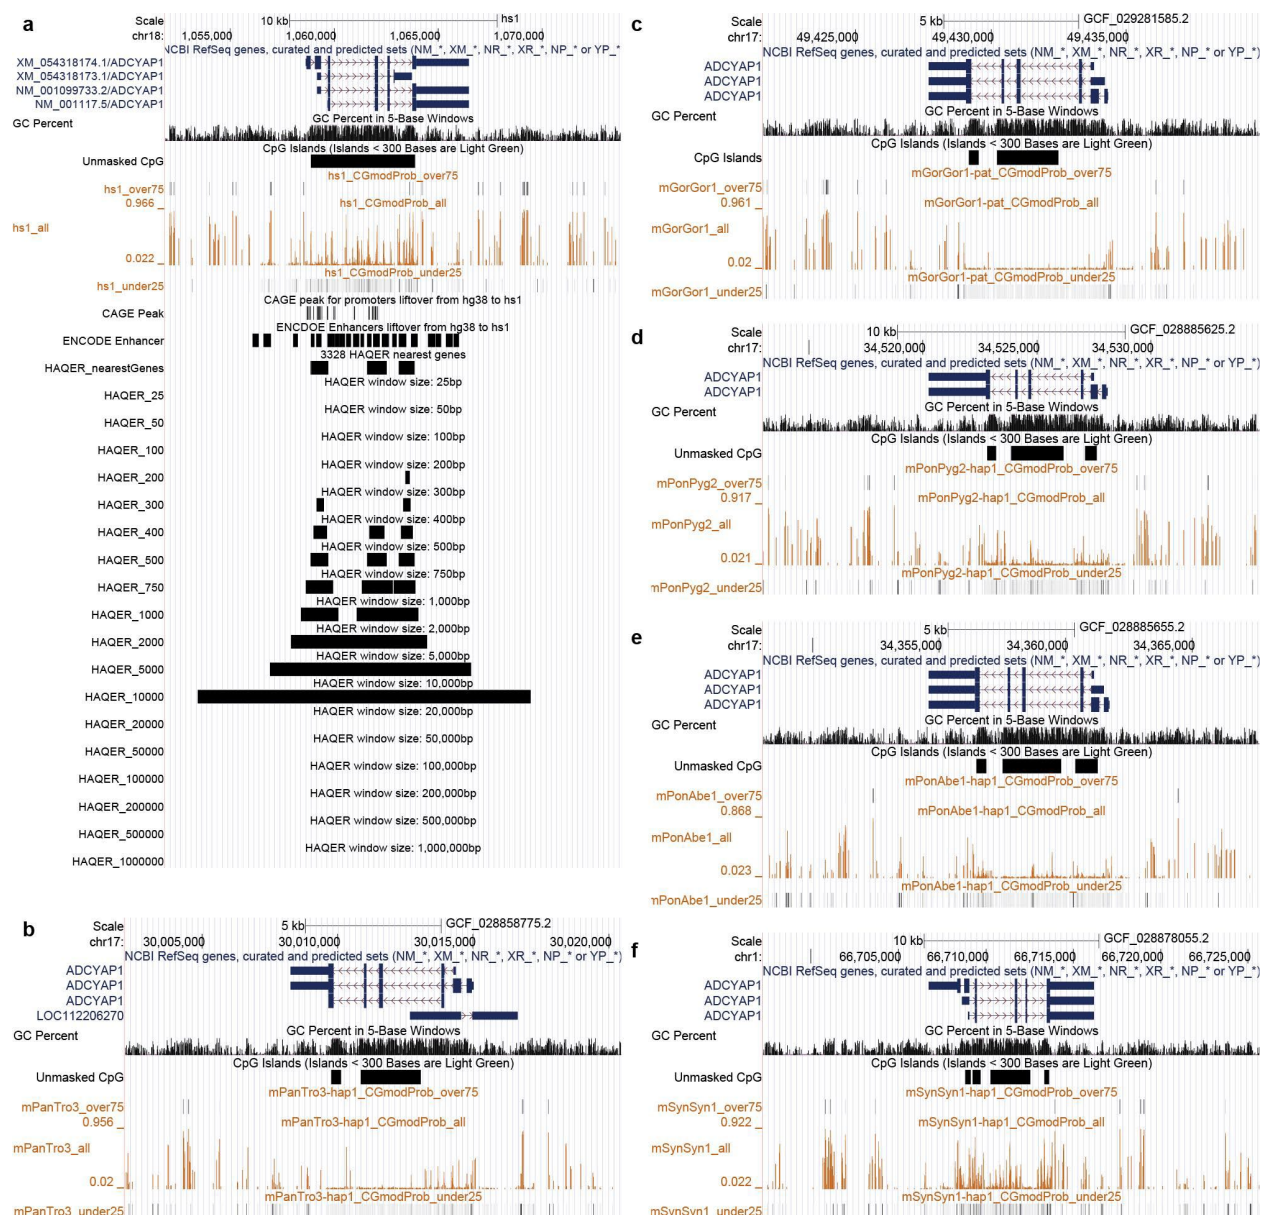 a
Scale
10 kb
hs1
chr18:
1,055,000
1,060,000
1,065,000
1,070,000
NCBI RefSeq genes, curated and predicted sets (NM_*, XM_*, NR_*, XR_*, NP_* or YP_*
XM_054318174.1/ADCYAP1
XM_054318173.1/ADCYAP1
NM_001099733.2/ADCYAP1
NM_001117.5/ADCYAP1
GC Percent in 5-Base Windows
GC Percent
CpG Islands (Islands < 300 Bases are Light Green)
Unmasked CpG
hs1_CGmodProb_over75
hs1_over75
0.966
hs1_CGmodProb_all
hs1_all
0.022
hs1_CGmodProb_under25
hs1_under25
CAGE peak for promoters liftover from hg38 to hs1
CAGE Peak
ENCDOE Enhancers liftover from hg38 to hs1
ENCODE Enhancer
3328 HAQER nearest genes
HAQER_nearestGenes
HAQER window size: 25bp
HAQER_25
HAQER window size: 50bp
HAQER_50
HAQER window size: 100bp
HAQER_100
HAQER window size: 200bp
HAQER_200
HAQER window size: 300bp
HAQER_300
HAQER window size: 400bp
HAQER_400
HAQER window size: 500bp
HAQER_500
HAQER window size: 750bp
HAQER_750
HAQER window size: 1,000bp
HAQER_1000
HAQER window size: 2,000bp
HAQER_2000
HAQER window size: 5,000bp
HAQER_5000
HAQER window size: 10,000bp
HAQER_10000
HAQER window size: 20,000bp
HAQER_20000
HAQER window size: 50,000bp
HAQER_50000
HAQER window size: 100,000bp
HAQER_100000
HAQER window size: 200,000bp
HAQER_200000
HAQER window size: 500,000bp
HAQER_500000
HAQER window size: 1,000,000bp
HAQER_1000000
b
Scale
5 kb
GCF_028858775.2
chr17:
30,005,000
30,010,000
30,015,000
30,020,000
NCBI RefSeq genes, curated and predicted sets (NM_*, XM_*, NR_*, XR_*, NP_* or YP_*)
ADCYAP1
ADCYAP1
ADCYAP1
LOC112206270
GC Percent in 5-Base Windows
GC Percent
CpG Islands (Islands < 300 Bases are Light Green)
Unmasked CpG
mPanTro3-hap1_CGmodProb_over75
mPanTro3_over75
0.956
mPanTro3-hap1_CGmodProb_all
mPanTro3_all
0.02
mPanTro3-hap1_CGmodProb_under25
mPanTro3_under25
c
Scale
5 kb
GCF_029281585.2
chr17:
49,425,000
49,430,000
49,435,000
NCBI RefSeq genes, curated and predicted sets (NM_*, XM_*, NR_*, XR_*, NP_* or YP_*)
ADCYAP1
ADCYAP1
ADCYAP1
GC Percent in 5-Base Windows
GC Percent
CpG Islands (Islands < 300 Bases are Light Green)
CpG Islands
mGorGor1-pat_CGmodProb_over75
mGorGor1_over75
0.961
mGorGor1-pat_CGmodProb_all
mGorGor1_all
0.02
mGorGor1-pat_CGmodProb_under25
mGorGor1_under25
d
Scale
10 kb
GCF_028885625.2
chr17:
34,520,000
34,525,000
34,530,000
NCBI RefSeq genes, curated and predicted sets (NM_*, XM_*, NR_*, XR_*, NP_* or YP_*)
ADCYAP1
ADCYAP1
GC Percent in 5-Base Windows
GC Percent
CpG Islands (Islands < 300 Bases are Light Green)
Unmasked CpG
mPonPyg2-hap1_CGmodProb_over75
mPonPyg2_over75
0.917
mPonPyg2-hap1_CGmodProb_all
mPonPyg2_all
0.021
mPonPyg2-hap1_CGmodProb_under25
mPonPyg2_under25
e
Scale
5 kb
GCF_028885655.2
chr17:
34,355,000
34,360,000
34,365,000
NCBI RefSeq genes, curated and predicted sets (NM_*, XM_*, NR_*, XR_*, NP_* or YP_*)
ADCYAP1
ADCYAP1
ADCYAP1
GC Percent in 5-Base Windows
GC Percent
CpG Islands (Islands < 300 Bases are Light Green)
Unmasked CpG
mPonAbe1-hap1_CGmodProb_over75
mPonAbe1_over75
0.868
mPonAbe1-hap1_CGmodProb_all
mPonAbe1_all
0.023
mPonAbe1-hap1_CGmodProb_under25
mPonAbe1_under25
f
Scale
10 kb
GCF_028878055.2
chr1:
66,705,000
66,710,000
66,715,000
66,720,000
66,725,000
NCBI RefSeq genes, curated and predicted sets (NM_*, XM_*, NR_*, XR_*, NP_* or YP_*)
ADCYAP1
ADCYAP1
ADCYAP1
GC Percent in 5-Base Windows
GC Percent
CpG Islands (Islands < 300 Bases are Light Green)
Unmasked CpG
mSynSyn1-hap1_CGmodProb_over75
mSynSyn1_over75
0.922
mSynSyn1-hap1_CGmodProb_all
mSynSyn1_all
0.022
mSynSyn1-hap1_CGmodProb_under25
mSynSyn1_under25